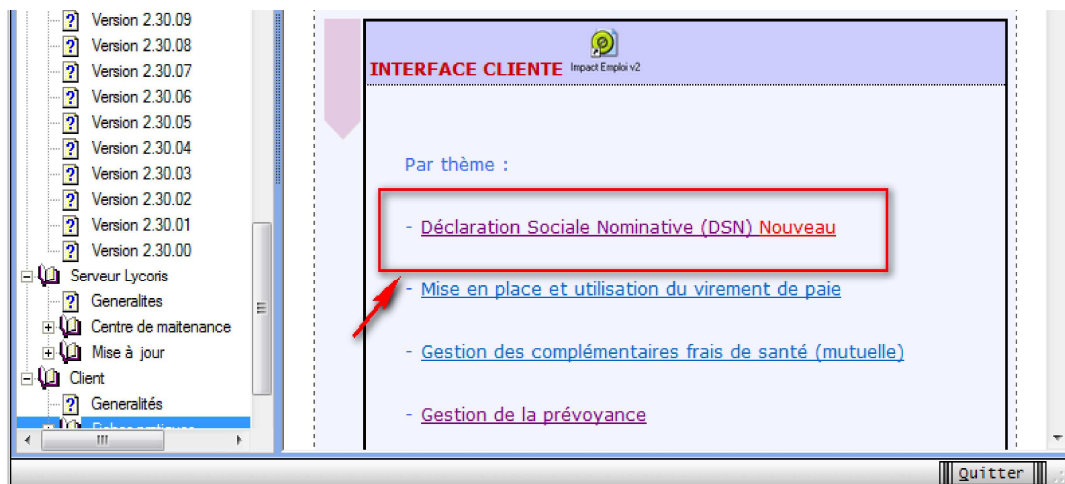 Version 2.30.09
Version 2.30.08
Version 2.30.07
Version 2.30.06
Version 2.30.05
Version 2.30.04
Version 2.30.03
Version 2.30.02
Version 2.30.01
Version 2.30.00
Serveur Lycoris
Generalites
Centre de maitenance
Mise à jour
Client
Generalités
INTERFACE CLIENTE
Impact Emploi v2
Par thème :
- Déclaration Sociale Nominative (DSN) Nouveau
- Mise en place et utilisation du virement de paie
- Gestion des complémentaires frais de santé (mutuelle)
- Gestion de la prévoyance
Quitter